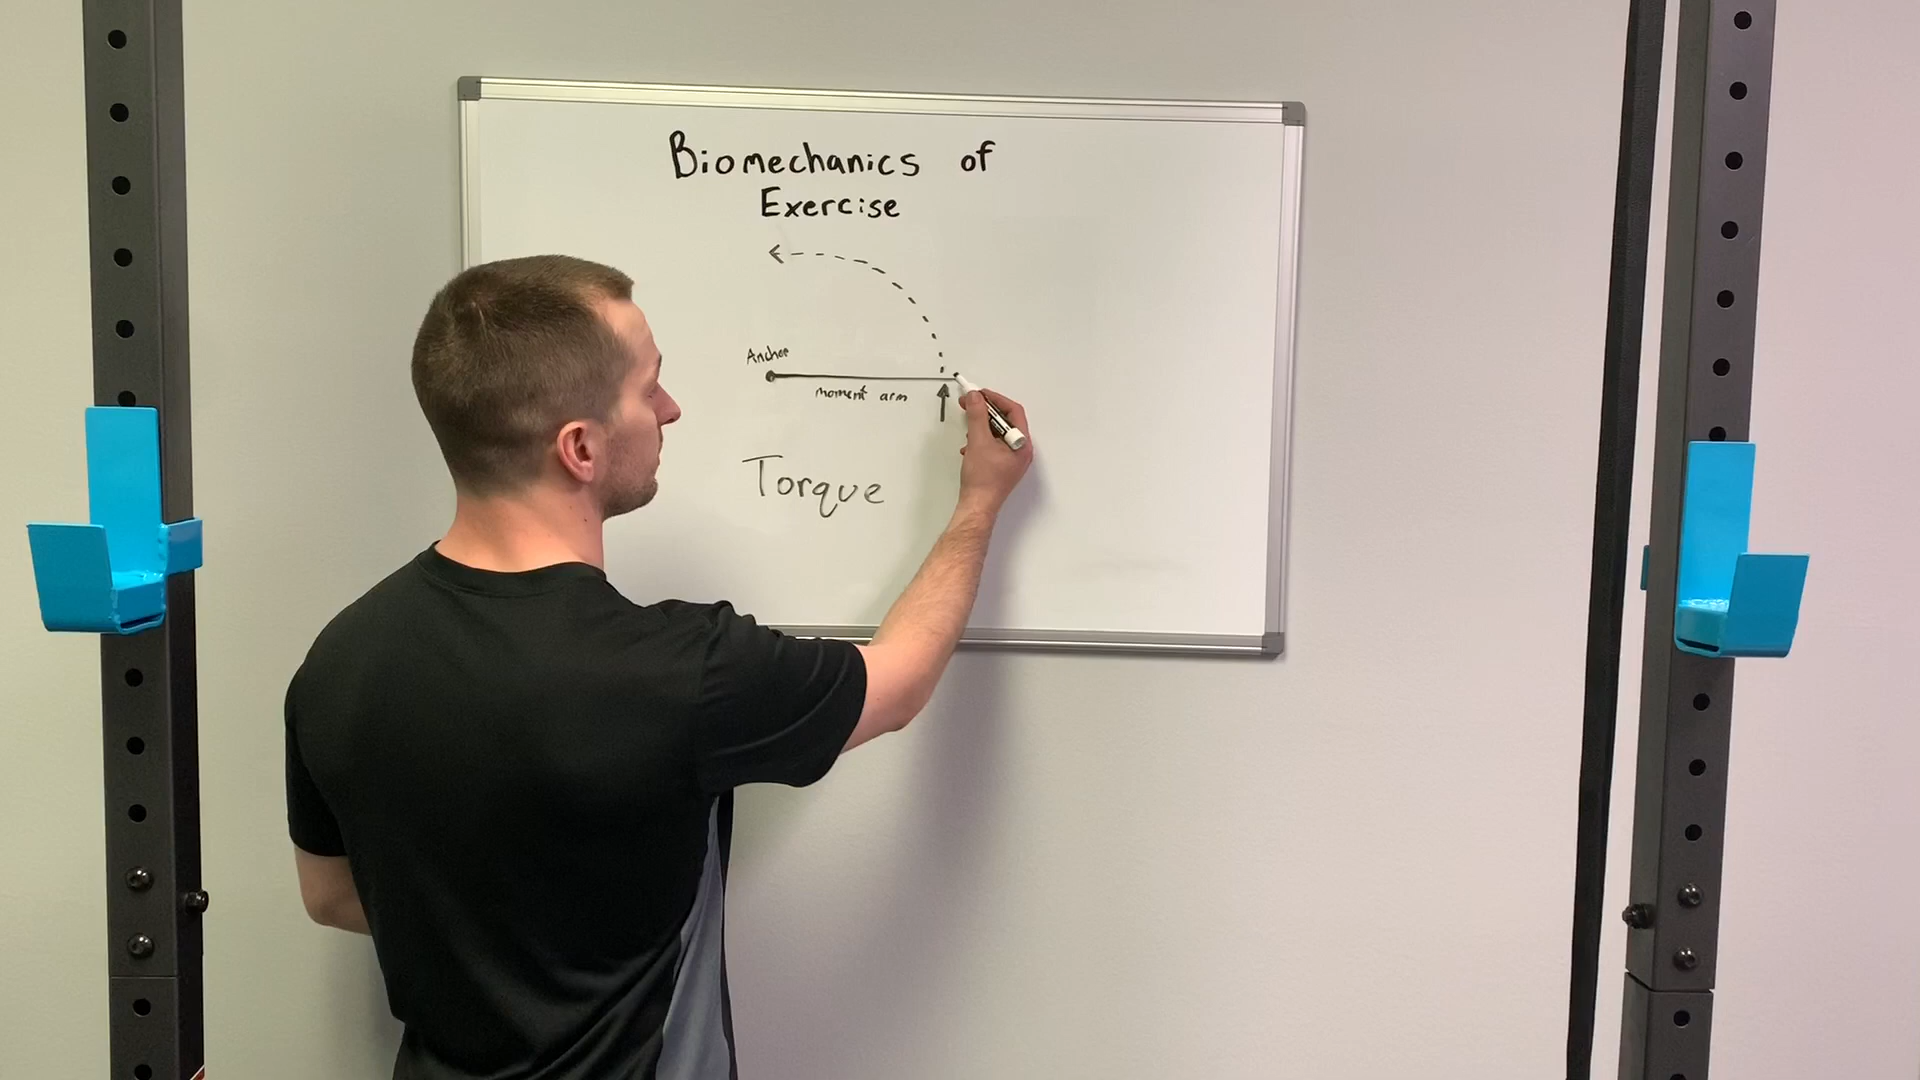 Biomechanics of
Exercise
Anchor
moment arm
Torque